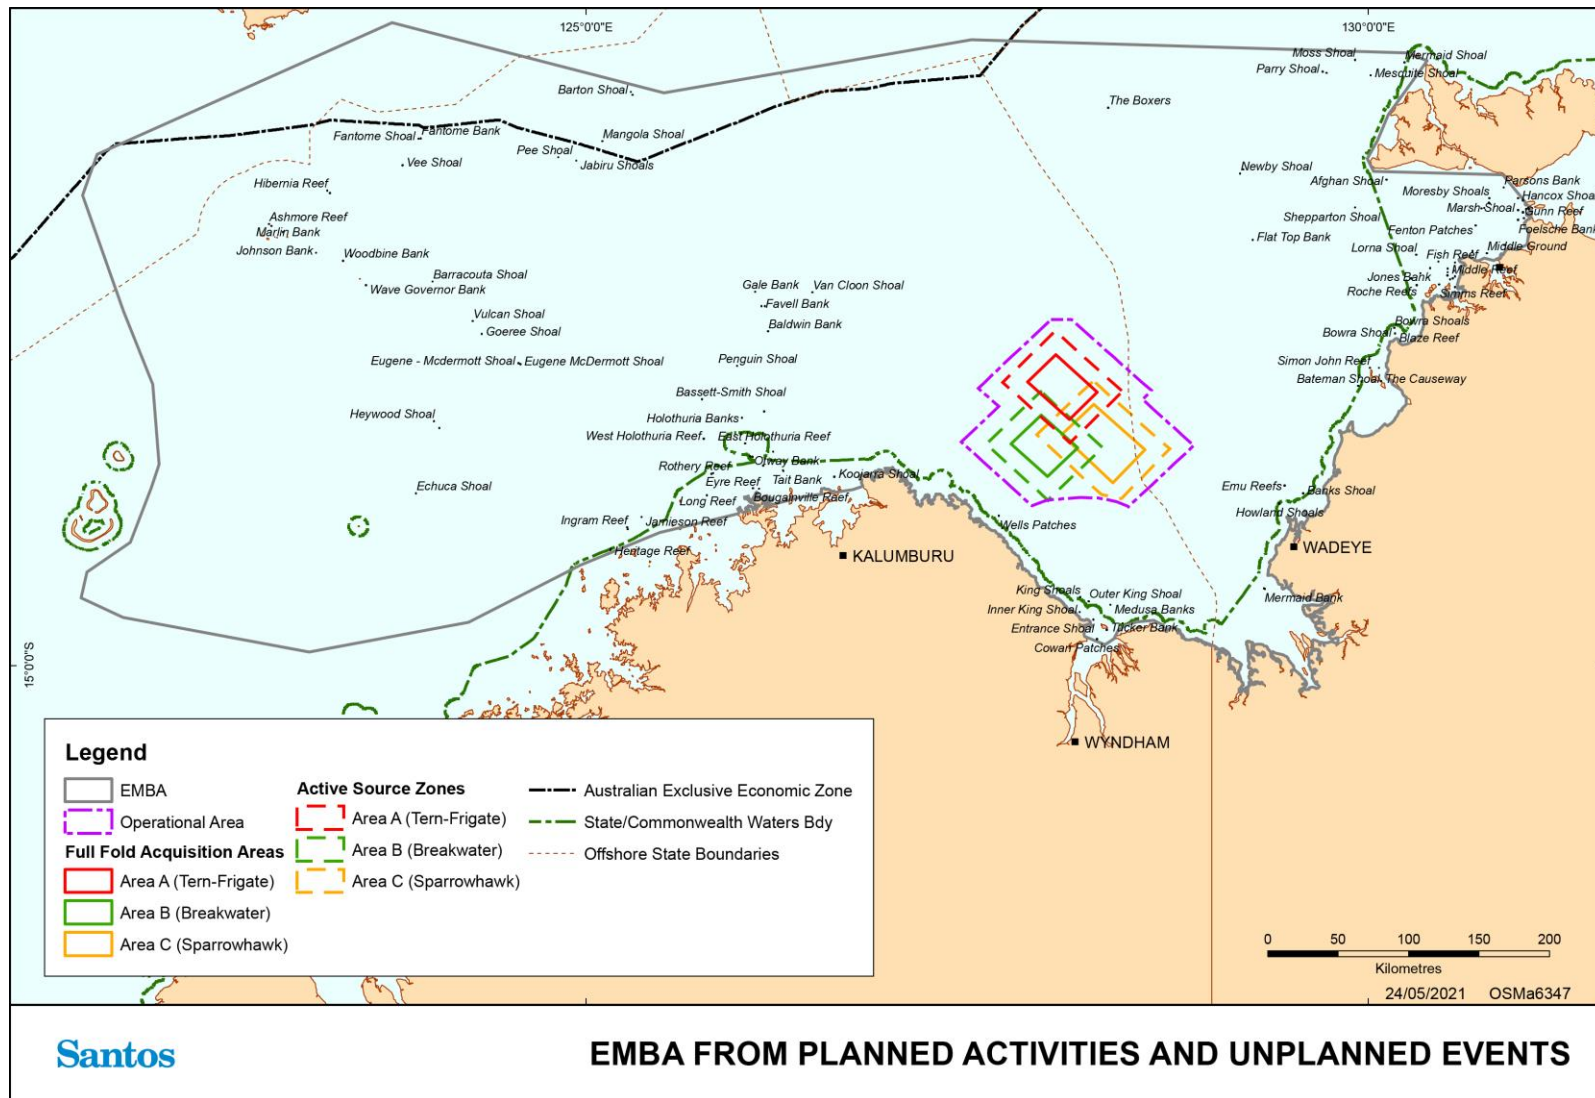 125°0'0"E
130°0'0"E
Moss Shoal
Mermaid Shoal
Parry Shoal
Mesquite Shoal
Barton Shoal
The Boxers
Fantome Shoal
Fantome Bank
Mangola Shoal
Pee Shoal
Jabiru Shoals
Vee Shoal
Newby Shoal
Afghan Shoal
Parsons Bank
Hibernia Reef
Moresby Shoals
Hancox Shoal
Marsh Shoal
Gunn Reef
Ashmore Reef
Shepparton Shoal
Marlin Bank
Fenton Patches
Foelsche Bank
Flat Top Bank
Johnson Bank
Woodbine Bank
Lorna Shoal
Fish Reef
Middle Ground
Barracouta Shoal
Jones Bank
Middle Reef
Wave Governor Bank
Gale Bank
Van Cloon Shoal
Roche Reefs
Simms Reef
Favell Bank
Vulcan Shoal
Bowra Shoals
Goeree Shoal
Baldwin Bank
Bowra Shoal
Blaze Reef
Eugene - Mcdermott Shoal
Eugene McDermott Shoal
Penguin Shoal
Simon John Reef
Bateman Shoal
The Causeway
Bassett-Smith Shoal
Heywood Shoal
Holothuria Banks
West Holothuria Reef
East Holothuria Reef
Rothery Reef
Otway Bank
Eyre Reef
Tait Bank
Koojarra Shoal
Echuca Shoal
Long Reef
Bougainville Reef
Emu Reefs
Banks Shoal
Ingram Reef
Jamieson Reef
Wells Patches
Howland Shoals
Heritage Reef
KALUMBURU
WADEYE
King Shoals
Outer King Shoal
Mermaid Bank
Inner King Shoal
Medusa Banks
Entrance Shoal
Tucker Bank
Cowan Patches
15°0'0"S
WYNDHAM
Legend
EMBA
Operational Area
Full Fold Acquisition Areas
Area A (Tern-Frigate)
Area B (Breakwater)
Area C (Sparrowhawk)
Active Source Zones
Area A (Tern-Frigate)
Area B (Breakwater)
Area C (Sparrowhawk)
Australian Exclusive Economic Zone
State/Commonwealth Waters Bdy
Offshore State Boundaries
0 50 100 150 200
Kilometres
24/05/2021 OSMa6347
Santos
EMBA FROM PLANNED ACTIVITIES AND UNPLANNED EVENTS